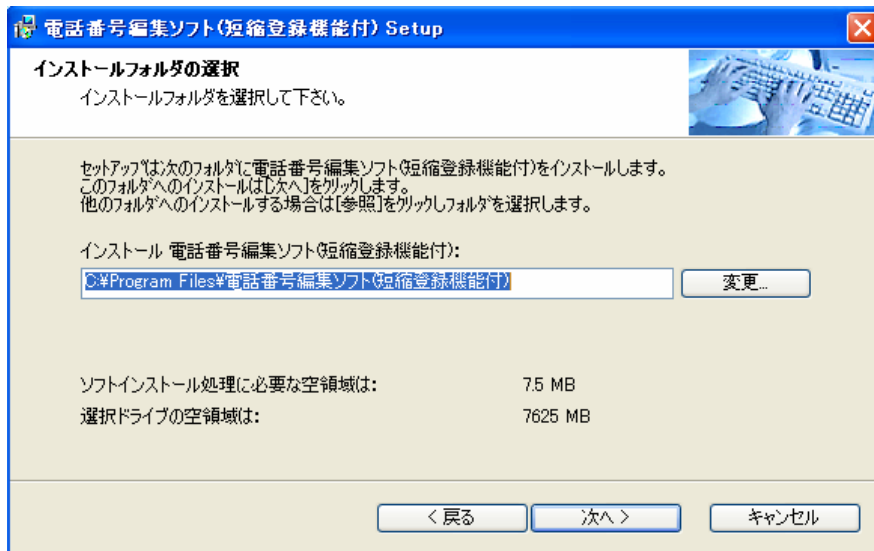 電話番号編集ソフト(短縮登録機能付) Setup
インストールフォルダの選択
インストールフォルダを選択して下さい。
セットアップは次のフォルダに電話番号編集ソフト(短縮登録機能付)をインストールします。
このフォルダへのインストールは[次へ]をクリックします。
他のフォルダへのインストールする場合は[参照]をクリックしフォルダを選択します。
インストール 電話番号編集ソフト(短縮登録機能付):
C:¥Program Files¥電話番号編集ソフト(短縮登録機能付)
変更...
ソフトインストール処理に必要な空領域は: 7.5 MB
選択ドライブの空領域は: 7625 MB
< 戻る 次へ > キャンセル